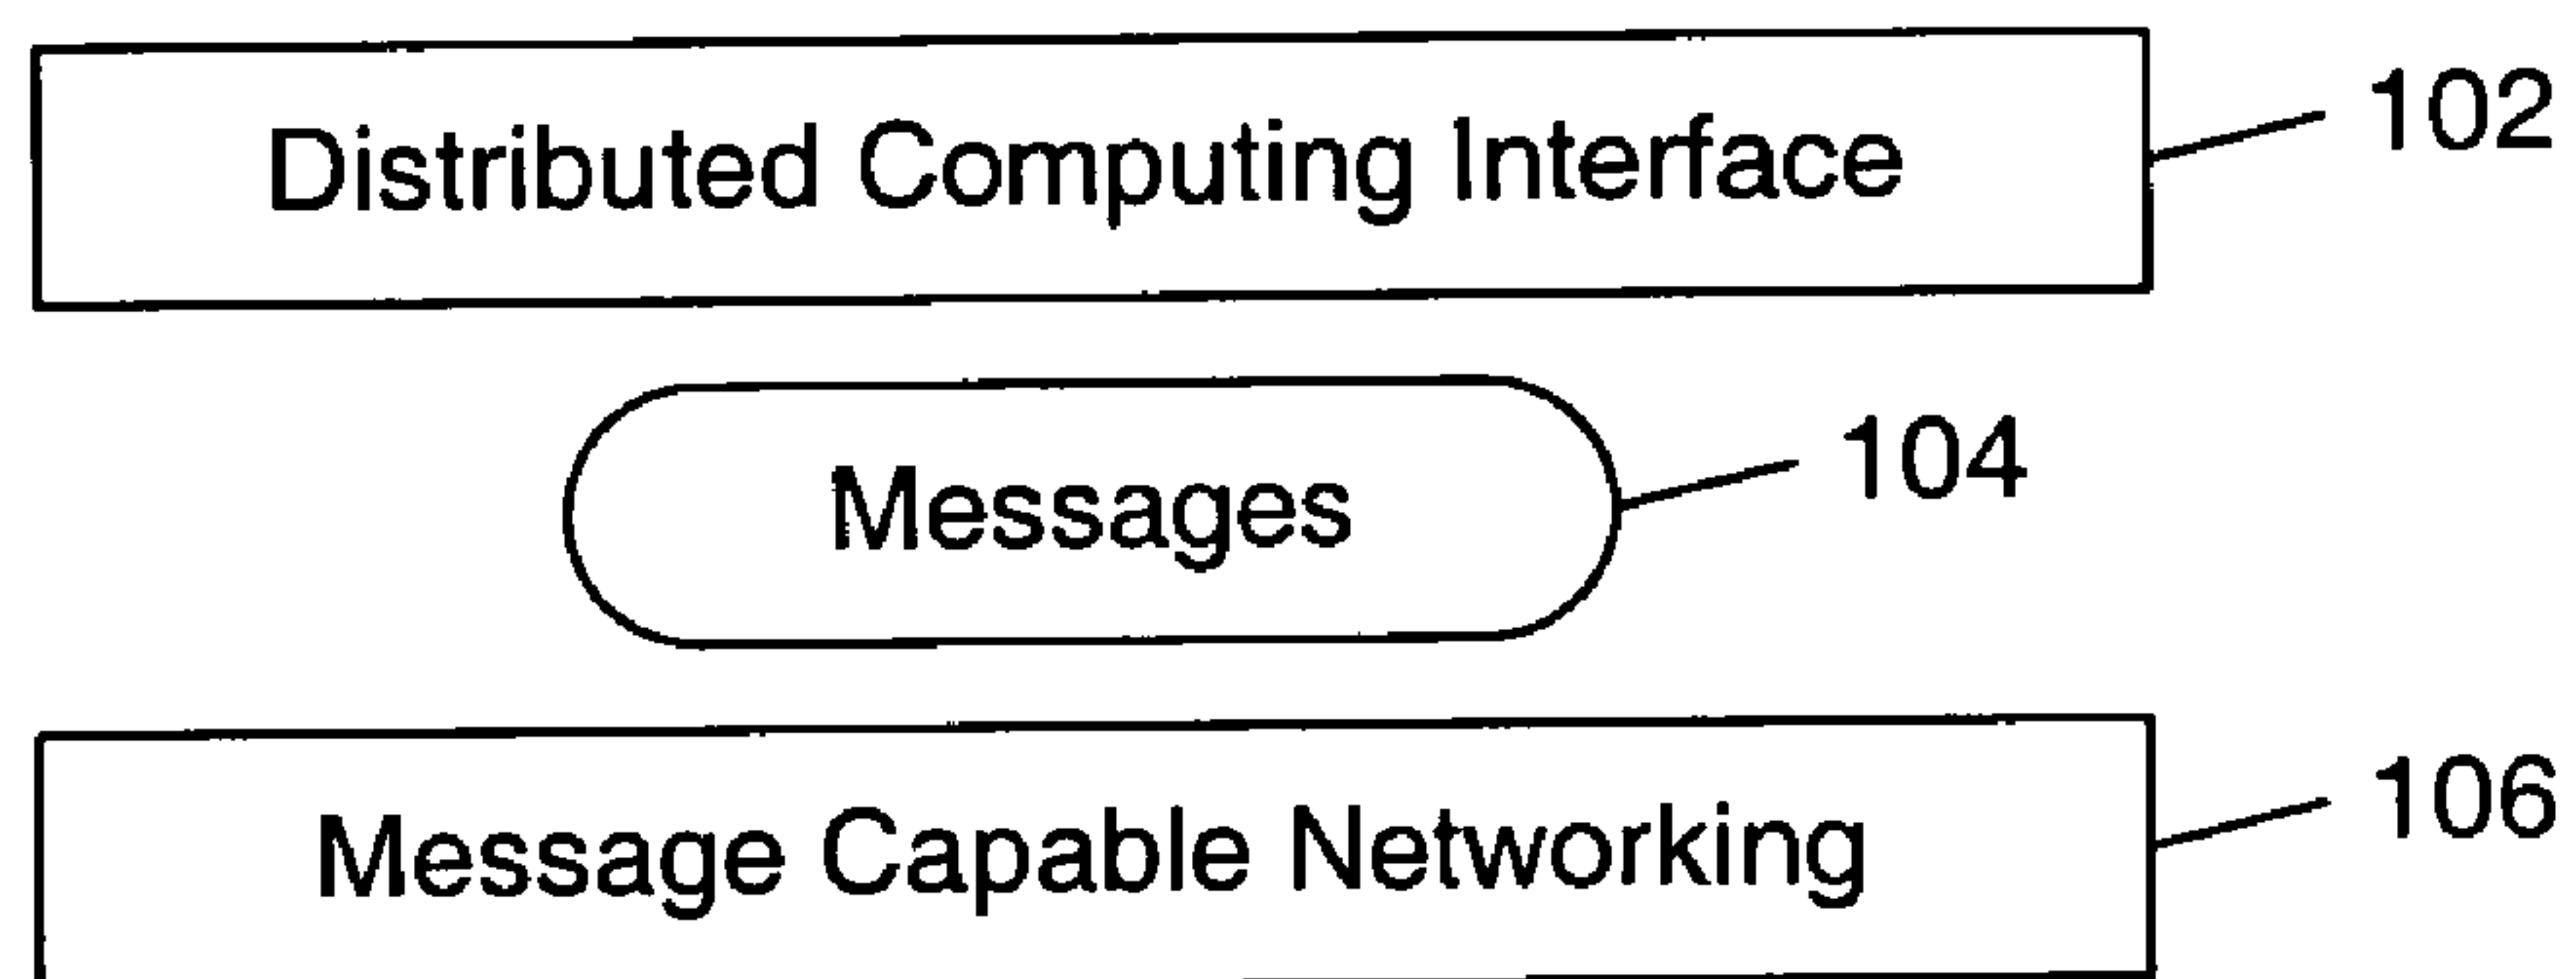 Distributed Computing Interface 102
Messages 104
Message Capable Networking 106